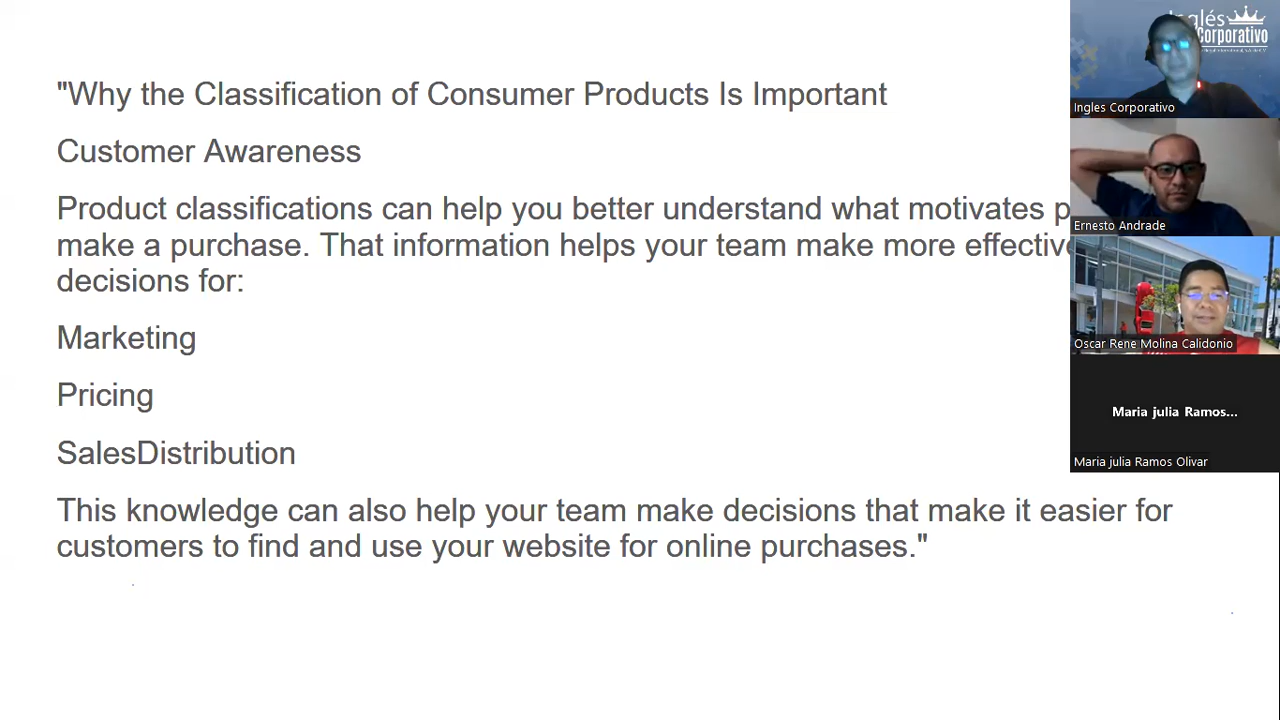 "Why the Classification of Consumer Products Is Important
Customer Awareness
Product classifications can help you better understand what motivates
make a purchase. That information helps your team make more effective
decisions for:
Marketing
Pricing
SalesDistribution
This knowledge can also help your team make decisions that make it easier for
customers to find and use your website for online purchases."
Inglés
Corporativo
Ingles Corporativo
Ernesto Andrade
Oscar Rene Molina Calidonio
Maria julia Ramos...
Maria julia Ramos Olivar